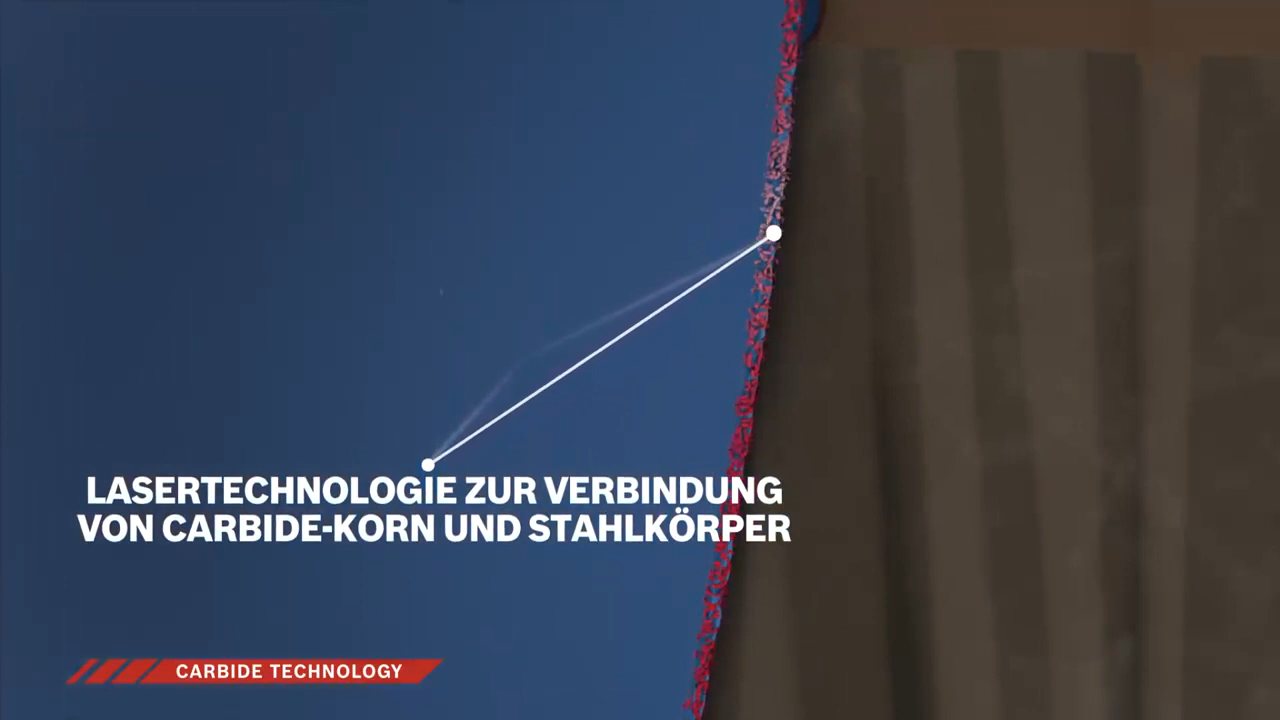 LASERTECHNOLOGIE ZUR VERBINDUNG
VON CARBIDE-KORN UND STAHLKÖRPER
CARBIDE TECHNOLOGY